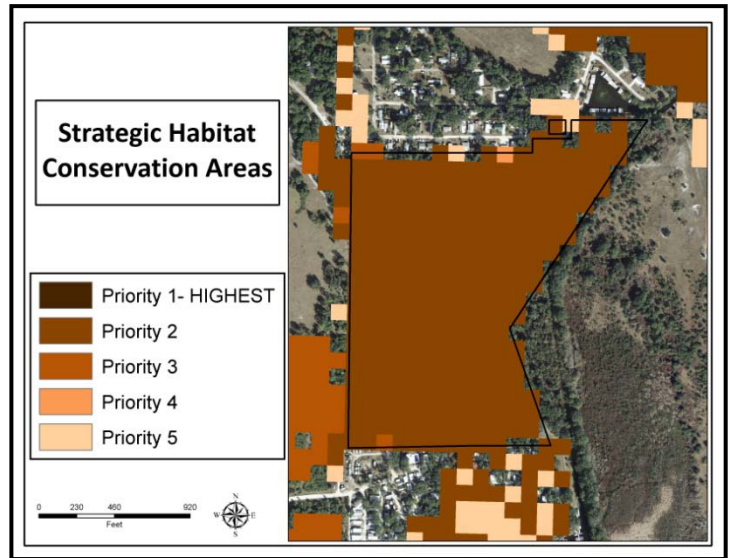 Strategic Habitat
Conservation Areas
Priority 1- HIGHEST
Priority 2
Priority 3
Priority 4
Priority 5
0 230 460 920
Feet
N
W E
S